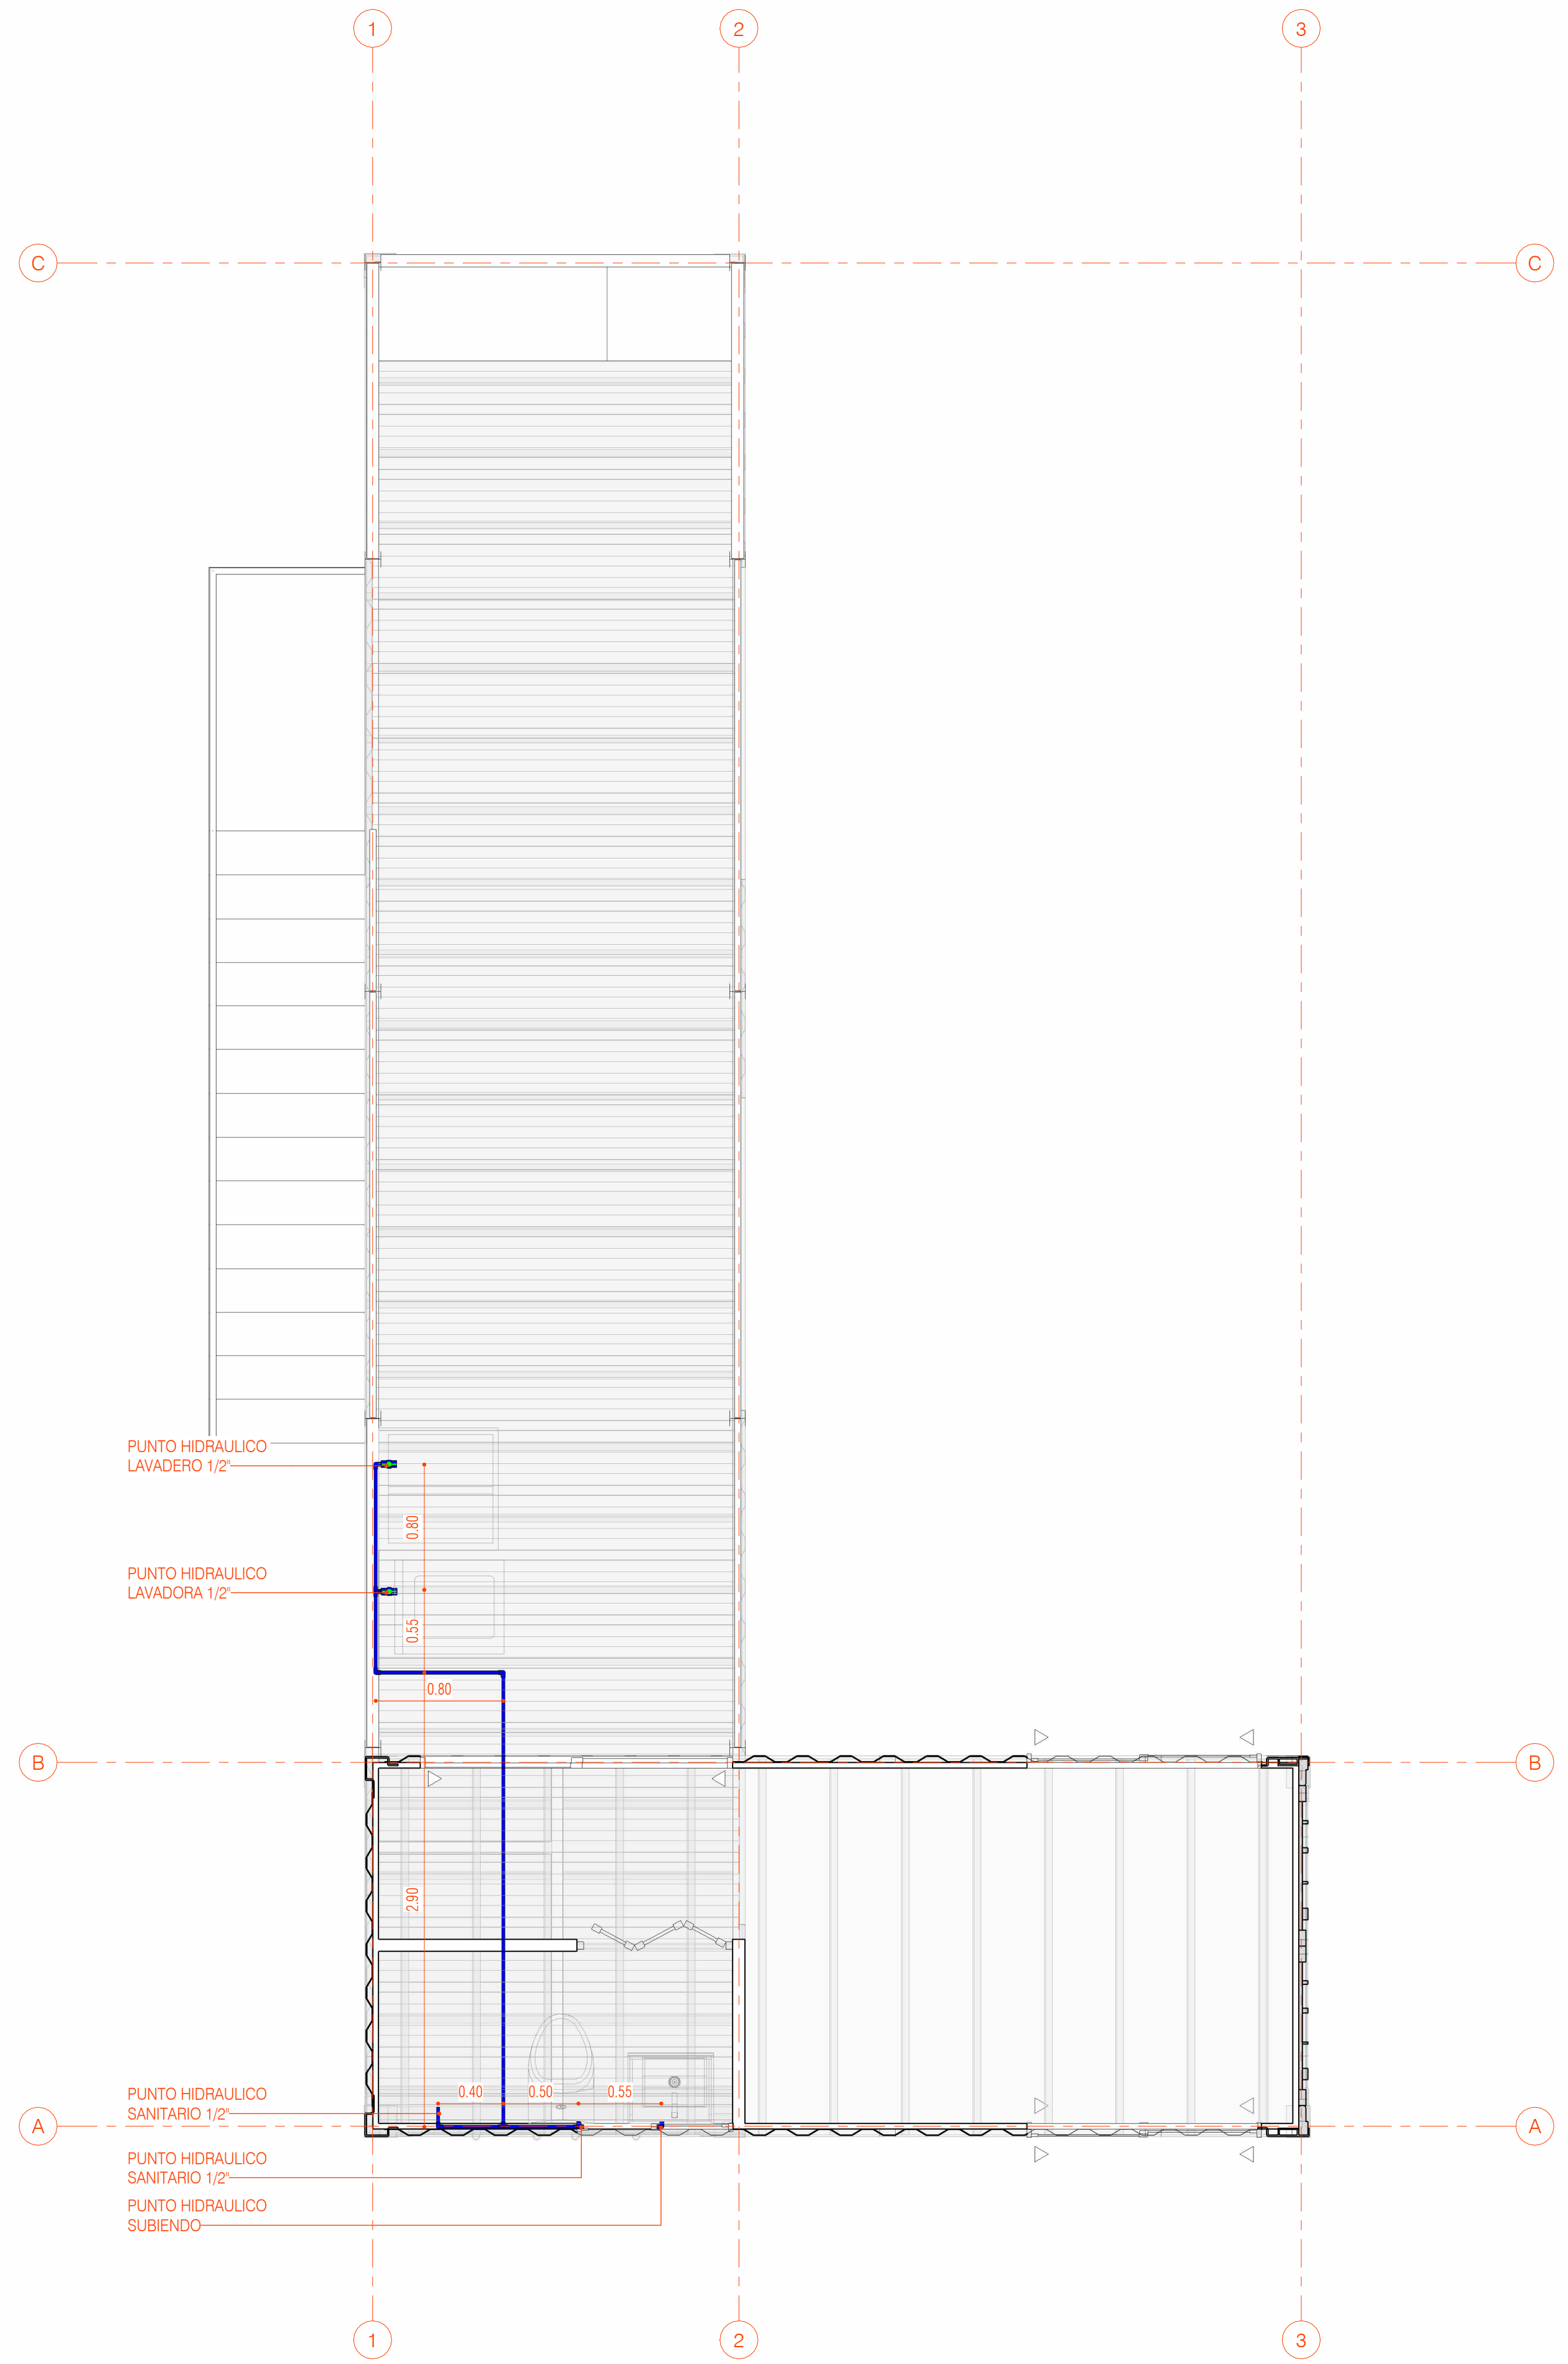 1 2 3
C C
PUNTO HIDRAULICO
LAVADERO 1/2"
0.80
PUNTO HIDRAULICO
LAVADORA 1/2"
0.55
0.80
B B
2.90
PUNTO HIDRAULICO
SANITARIO 1/2"
0.40 0.50 0.55
A A
PUNTO HIDRAULICO
SANITARIO 1/2"
PUNTO HIDRAULICO
SUBIENDO
1 2 3